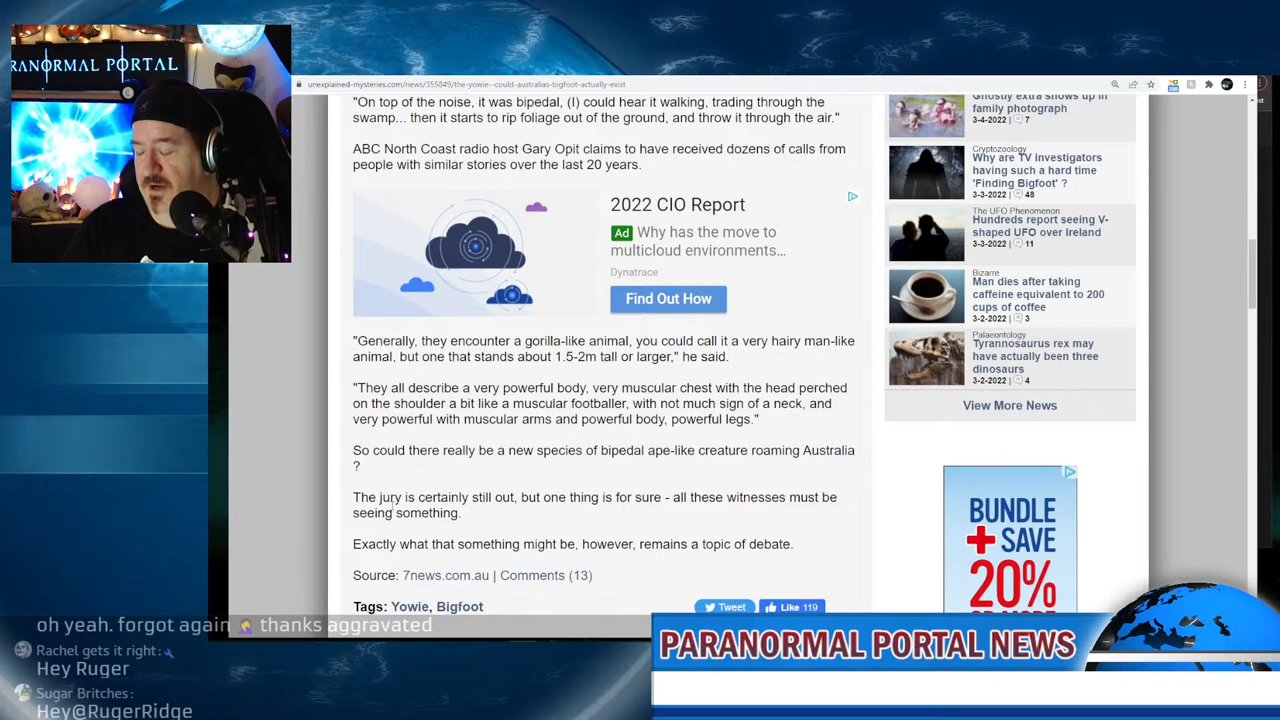 RANORMAL PORTAL
unexplained-mysteries.com/news/355849/the-yowie--could-australias-bigfoot-actually-exist
"On top of the noise, it was bipedal, (I) could hear it walking, trading through the
swamp... then it starts to rip foliage out of the ground, and throw it through the air."
ABC North Coast radio host Gary Opit claims to have received dozens of calls from
people with similar stories over the last 20 years.
2022 CIO Report
Ad Why has the move to
multicloud environments...
Dynatrace
Find Out How
"Generally, they encounter a gorilla-like animal, you could call it a very hairy man-like
animal, but one that stands about 1.5-2m tall or larger," he said.
"They all describe a very powerful body, very muscular chest with the head perched
on the shoulder a bit like a muscular footballer, with not much sign of a neck, and
very powerful with muscular arms and powerful body, powerful legs."
So could there really be a new species of bipedal ape-like creature roaming Australia
?
The jury is certainly still out, but one thing is for sure - all these witnesses must be
seeing something.
Exactly what that something might be, however, remains a topic of debate.
Source: 7news.com.au | Comments (13)
Tags: Yowie, Bigfoot
Tweet
Like 119
Ghostly extra shows up in
family photograph
3-4-2022 | 7
Cryptozoology
Why are TV investigators
having such a hard time
'Finding Bigfoot' ?
3-3-2022 | 48
The UFO Phenomenon
Hundreds report seeing V-
shaped UFO over Ireland
3-3-2022 | 11
Bizarre
Man dies after taking
caffeine equivalent to 200
cups of coffee
3-2-2022 | 3
Palaeontology
Tyrannosaurus rex may
have actually been three
dinosaurs
3-2-2022 | 4
View More News
BUNDLE
+ SAVE
20%
oh yeah. forgot again 🤦 thanks aggravated
Rachel gets it right:
Hey Ruger
Sugar Britches:
Hey@RugerRidge
PARANORMAL PORTAL NEWS